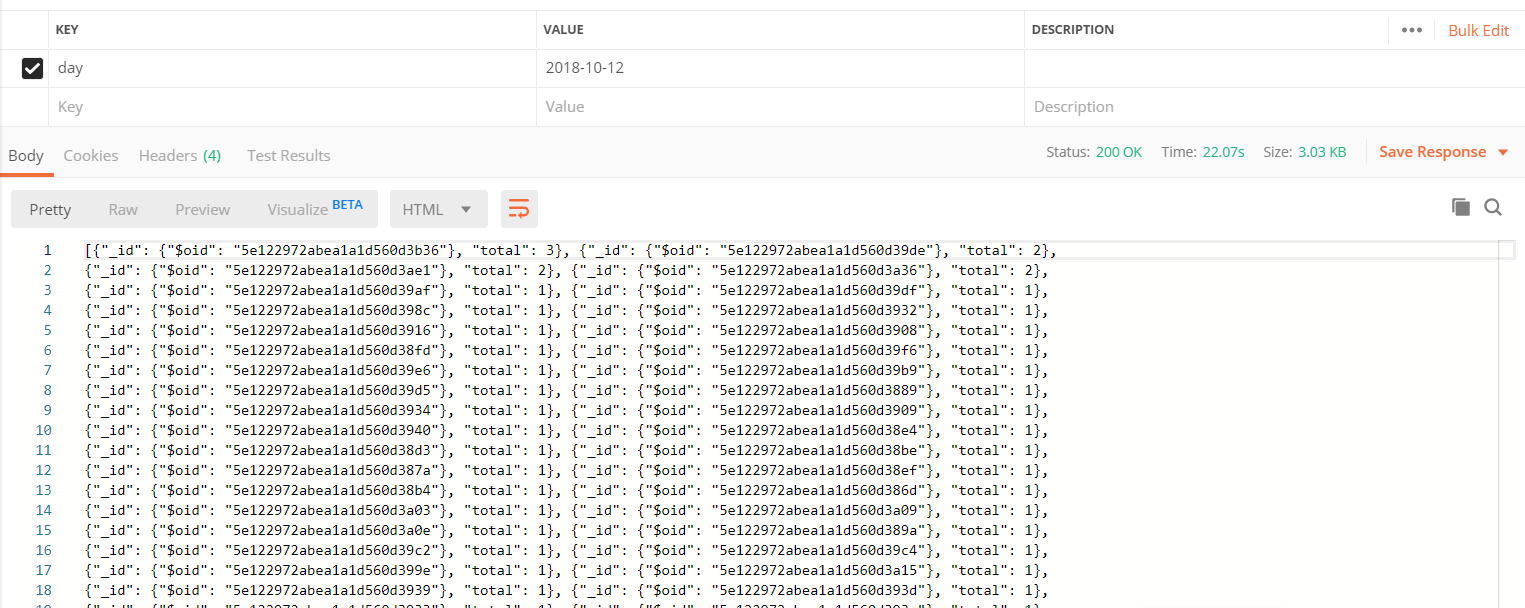 KEY VALUE DESCRIPTION ••• Bulk Edit
day 2018-10-12
Key Value Description
Body Cookies Headers (4) Test Results Status: 200 OK Time: 22.07s Size: 3.03 KB Save Response
Pretty Raw Preview Visualize BETA HTML
1 [{"_id": {"$oid": "5e122972abea1a1d560d3b36"}, "total": 3}, {"_id": {"$oid": "5e122972abea1a1d560d39de"}, "total": 2},
2 {"_id": {"$oid": "5e122972abea1a1d560d3ae1"}, "total": 2}, {"_id": {"$oid": "5e122972abea1a1d560d3a36"}, "total": 2},
3 {"_id": {"$oid": "5e122972abea1a1d560d39af"}, "total": 1}, {"_id": {"$oid": "5e122972abea1a1d560d39df"}, "total": 1},
4 {"_id": {"$oid": "5e122972abea1a1d560d398c"}, "total": 1}, {"_id": {"$oid": "5e122972abea1a1d560d3932"}, "total": 1},
5 {"_id": {"$oid": "5e122972abea1a1d560d3916"}, "total": 1}, {"_id": {"$oid": "5e122972abea1a1d560d3908"}, "total": 1},
6 {"_id": {"$oid": "5e122972abea1a1d560d38fd"}, "total": 1}, {"_id": {"$oid": "5e122972abea1a1d560d39f6"}, "total": 1},
7 {"_id": {"$oid": "5e122972abea1a1d560d39e6"}, "total": 1}, {"_id": {"$oid": "5e122972abea1a1d560d39b9"}, "total": 1},
8 {"_id": {"$oid": "5e122972abea1a1d560d39d5"}, "total": 1}, {"_id": {"$oid": "5e122972abea1a1d560d3889"}, "total": 1},
9 {"_id": {"$oid": "5e122972abea1a1d560d3934"}, "total": 1}, {"_id": {"$oid": "5e122972abea1a1d560d3909"}, "total": 1},
10 {"_id": {"$oid": "5e122972abea1a1d560d3940"}, "total": 1}, {"_id": {"$oid": "5e122972abea1a1d560d38e4"}, "total": 1},
11 {"_id": {"$oid": "5e122972abea1a1d560d38d3"}, "total": 1}, {"_id": {"$oid": "5e122972abea1a1d560d38be"}, "total": 1},
12 {"_id": {"$oid": "5e122972abea1a1d560d387a"}, "total": 1}, {"_id": {"$oid": "5e122972abea1a1d560d38ef"}, "total": 1},
13 {"_id": {"$oid": "5e122972abea1a1d560d38b4"}, "total": 1}, {"_id": {"$oid": "5e122972abea1a1d560d386d"}, "total": 1},
14 {"_id": {"$oid": "5e122972abea1a1d560d3a03"}, "total": 1}, {"_id": {"$oid": "5e122972abea1a1d560d3a09"}, "total": 1},
15 {"_id": {"$oid": "5e122972abea1a1d560d3a0e"}, "total": 1}, {"_id": {"$oid": "5e122972abea1a1d560d389a"}, "total": 1},
16 {"_id": {"$oid": "5e122972abea1a1d560d39c2"}, "total": 1}, {"_id": {"$oid": "5e122972abea1a1d560d39c4"}, "total": 1},
17 {"_id": {"$oid": "5e122972abea1a1d560d399e"}, "total": 1}, {"_id": {"$oid": "5e122972abea1a1d560d3a15"}, "total": 1},
18 {"_id": {"$oid": "5e122972abea1a1d560d3939"}, "total": 1}, {"_id": {"$oid": "5e122972abea1a1d560d393d"}, "total": 1},